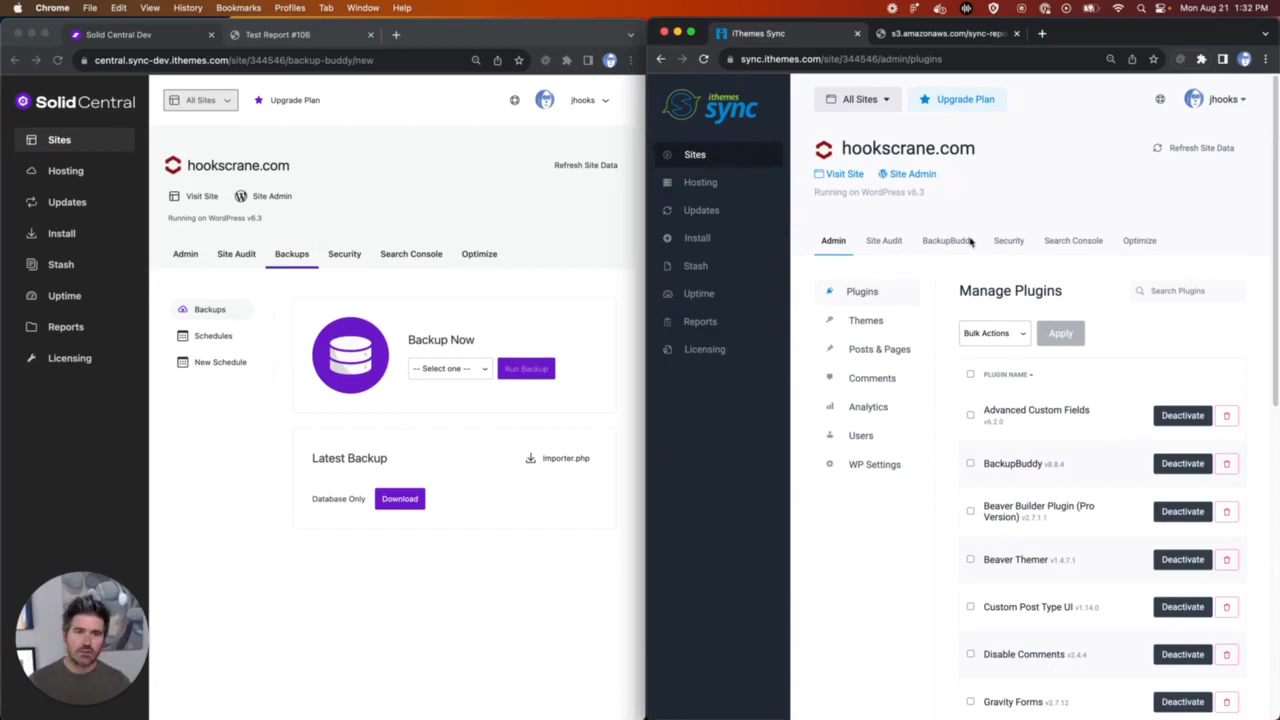 Chrome File Edit View History Bookmarks Profiles Tab Window Help
Mon Aug 21 1:32 PM
Solid Central Dev
Test Report #106
central.sync-dev.ithemes.com/site/344546/backup-buddy/new
Solid Central
Sites
Hosting
Updates
Install
Stash
Uptime
Reports
Licensing
All Sites
Upgrade Plan
jhooks
hookscrane.com
Refresh Site Data
Visit Site
Site Admin
Running on WordPress v6.3
Admin Site Audit Backups Security Search Console Optimize
Backups
Schedules
New Schedule
Backup Now
-- Select one --
Run Backup
Latest Backup
Importer.php
Database Only
Download
iThemes Sync
s3.amazonaws.com/sync-repo
sync.ithemes.com/site/344546/admin/plugins
iThemes
sync
Sites
Hosting
Updates
Install
Stash
Uptime
Reports
Licensing
All Sites
Upgrade Plan
jhooks
hookscrane.com
Refresh Site Data
Visit Site
Site Admin
Running on WordPress v6.3
Admin Site Audit BackupBuddy Security Search Console Optimize
Plugins
Themes
Posts & Pages
Comments
Analytics
Users
WP Settings
Manage Plugins
Search Plugins
Bulk Actions
Apply
PLUGIN NAME
Advanced Custom Fields
v6.2.0
Deactivate
BackupBuddy v8.8.4
Deactivate
Beaver Builder Plugin (Pro
Version) v2.7.1.1
Deactivate
Beaver Themer v1.4.7.1
Deactivate
Custom Post Type UI v1.14.0
Deactivate
Disable Comments v2.4.4
Deactivate
Gravity Forms v2.7.12
Deactivate